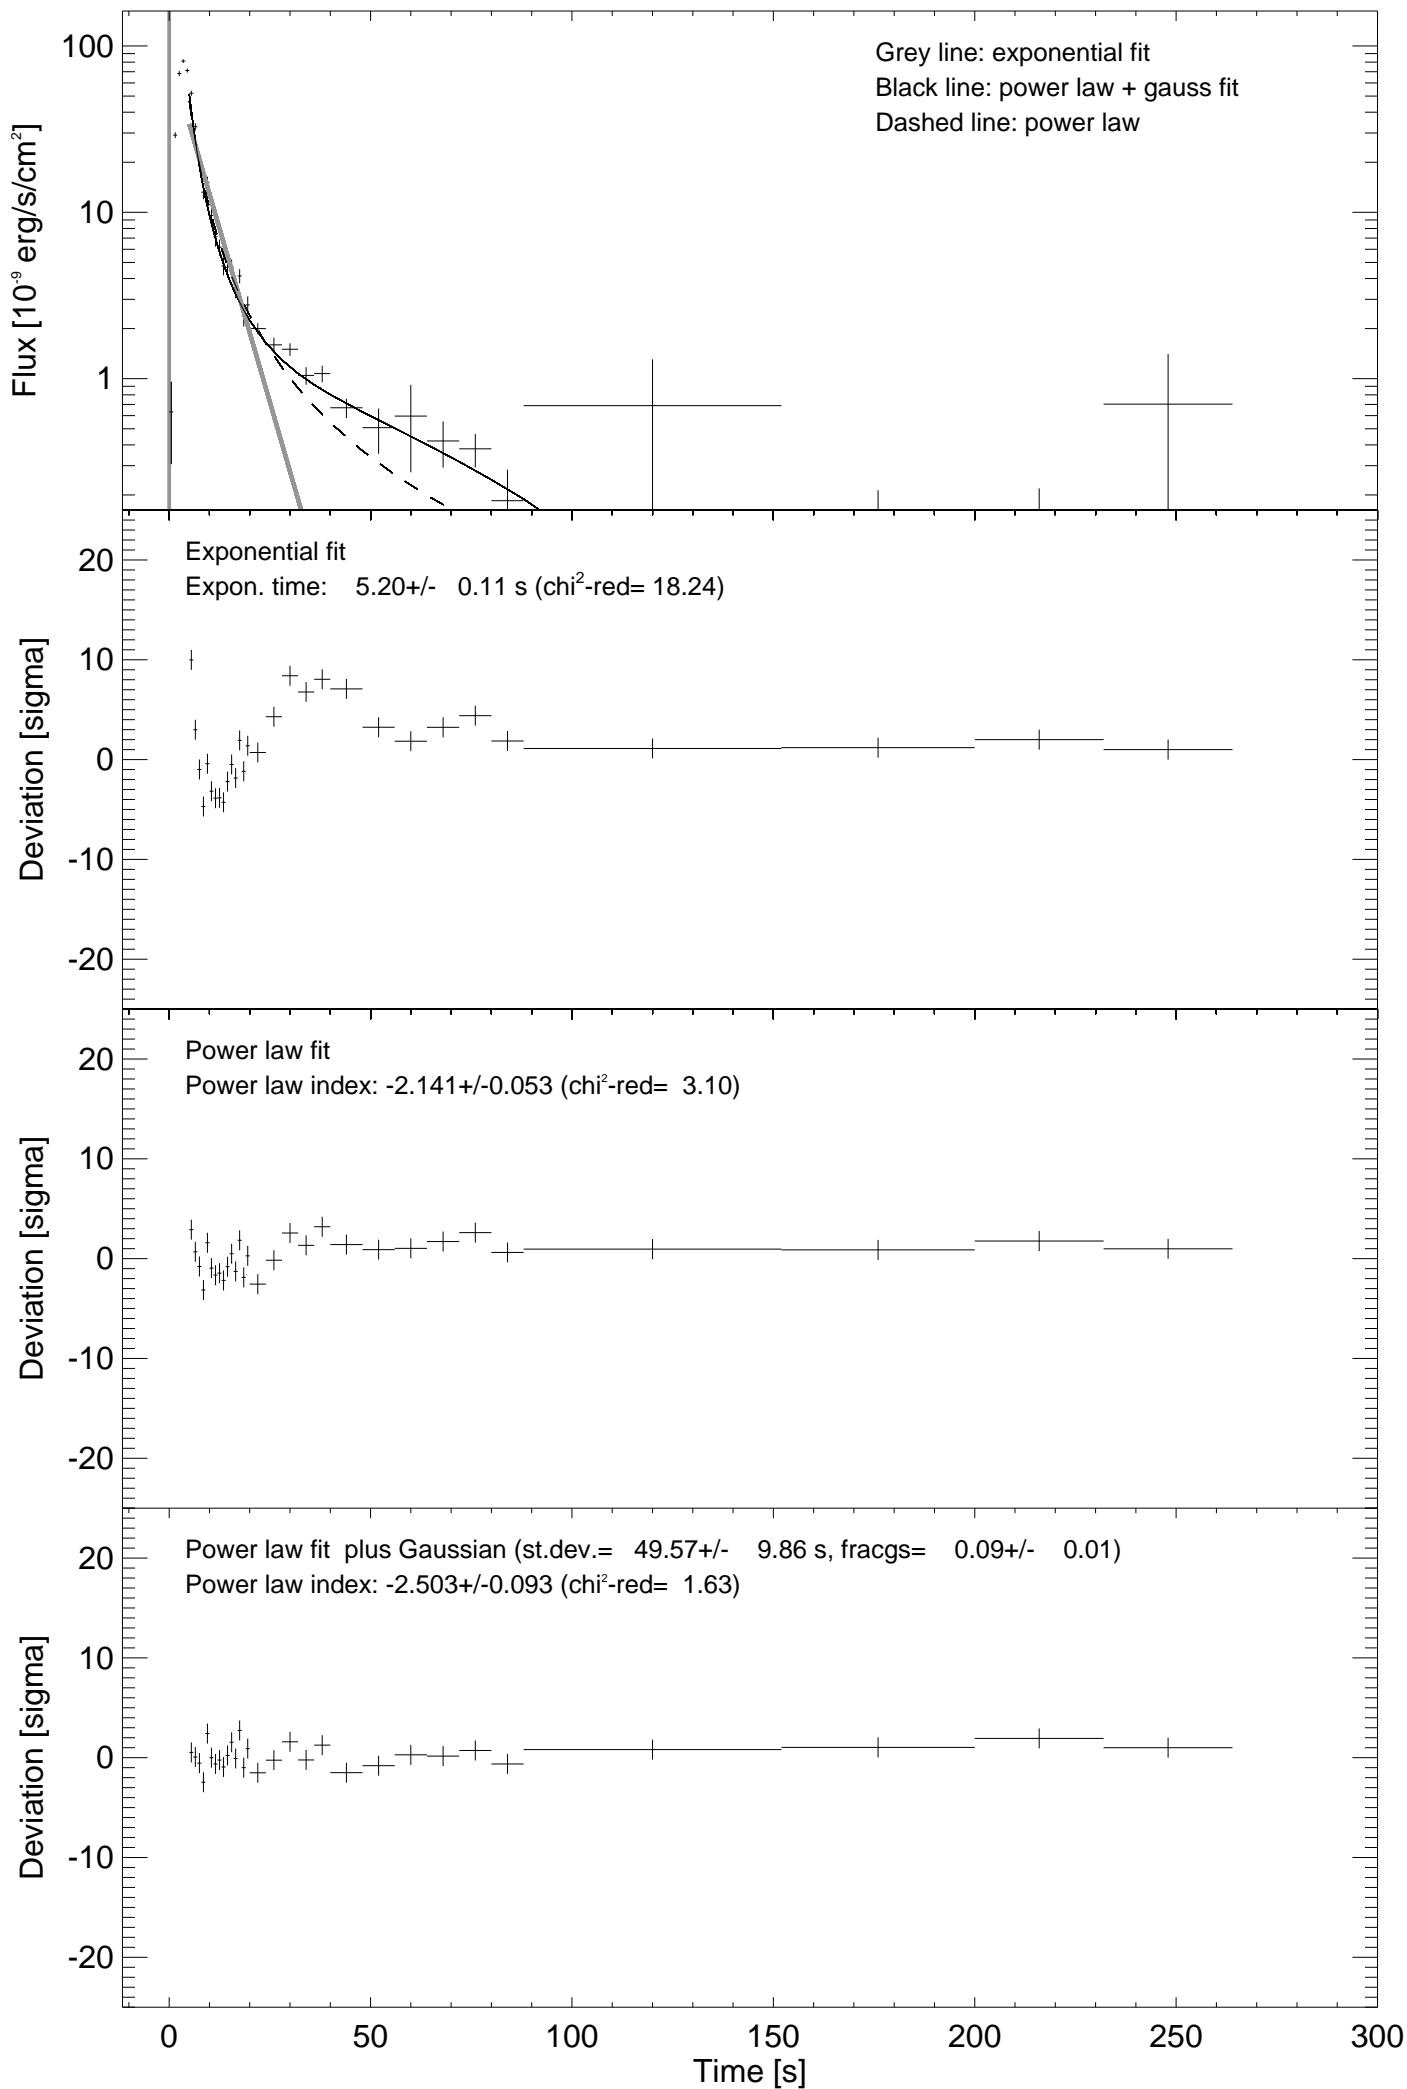 Grey line: exponential fit
Black line: power law + gauss fit
Dashed line: power law
100
10
1
Flux [10⁻⁹ erg/s/cm²]
Exponential fit
Expon. time: 5.20+/- 0.11 s (chi²-red= 18.24)
20
10
0
-10
-20
Deviation [sigma]
Power law fit
Power law index: -2.141+/-0.053 (chi²-red= 3.10)
20
10
0
-10
-20
Deviation [sigma]
Power law fit plus Gaussian (st.dev.= 49.57+/- 9.86 s, fracgs= 0.09+/- 0.01)
Power law index: -2.503+/-0.093 (chi²-red= 1.63)
20
10
0
-10
-20
Deviation [sigma]
0 50 100 150 200 250 300
Time [s]